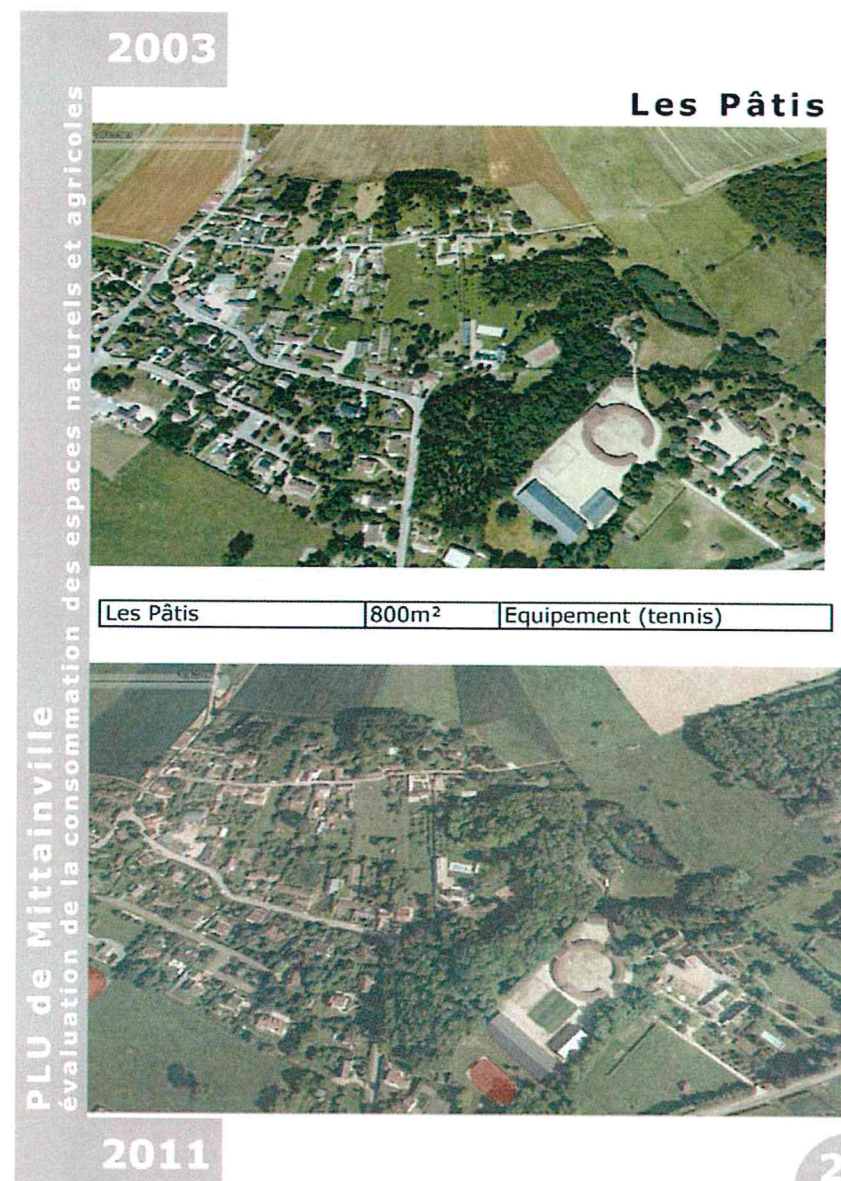 2003
Les Pâtis
Les Pâtis 800m² Equipement (tennis)
PLU de Mittainville
évaluation de la consommation des espaces naturels et agricoles
2011
2